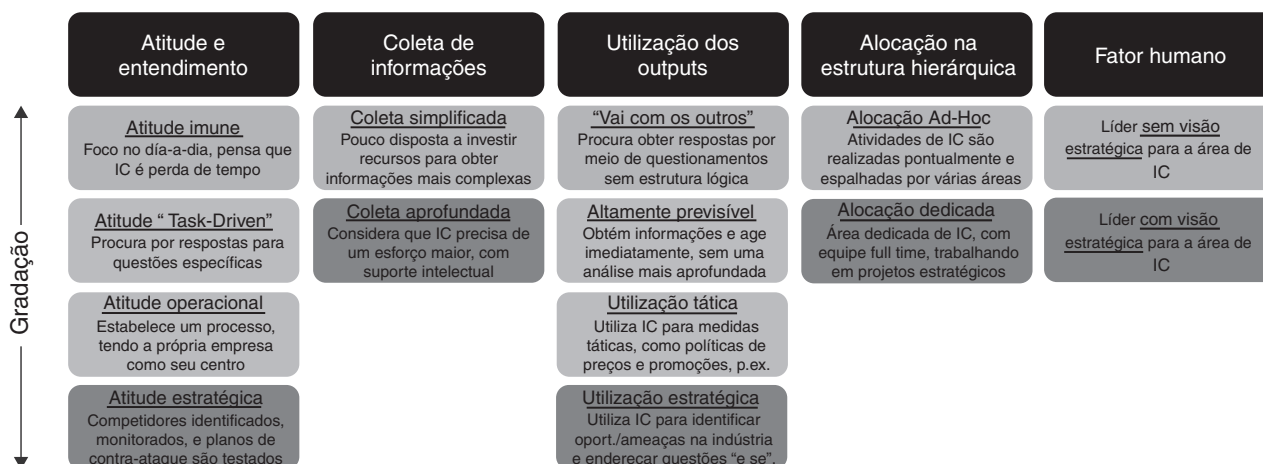 Atitude e
entendimento
Coleta de
informações
Utilização dos
outputs
Alocação na
estrutura hierárquica
Fator humano
Gradação
Atitude imune
Foco no día-a-dia, pensa que
IC é perda de tempo
Atitude “ Task-Driven”
Procura por respostas para
questões específicas
Atitude operacional
Estabelece um processo,
tendo a própria empresa
como seu centro
Atitude estratégica
Competidores identificados,
monitorados, e planos de
contra-ataque são testados
Coleta simplificada
Pouco disposta a investir
recursos para obter
informações mais complexas
Coleta aprofundada
Considera que IC precisa de
um esforço maior, com
suporte intelectual
“Vai com os outros”
Procura obter respostas por
meio de questionamentos
sem estrutura lógica
Altamente previsível
Obtém informações e age
imediatamente, sem uma
análise mais aprofundada
Utilização tática
Utiliza IC para medidas
táticas, como políticas de
preços e promoções, p.ex.
Utilização estratégica
Utiliza IC para identificar
oport./ameaças na indústria
e endereçar questões “e se”.
Alocação Ad-Hoc
Atividades de IC são
realizadas pontualmente e
espalhadas por várias áreas
Alocação dedicada
Área dedicada de IC, com
equipe full time, trabalhando
em projetos estratégicos
Líder sem visão
estratégica para a área de
IC
Líder com visão
estratégica para a área de
IC